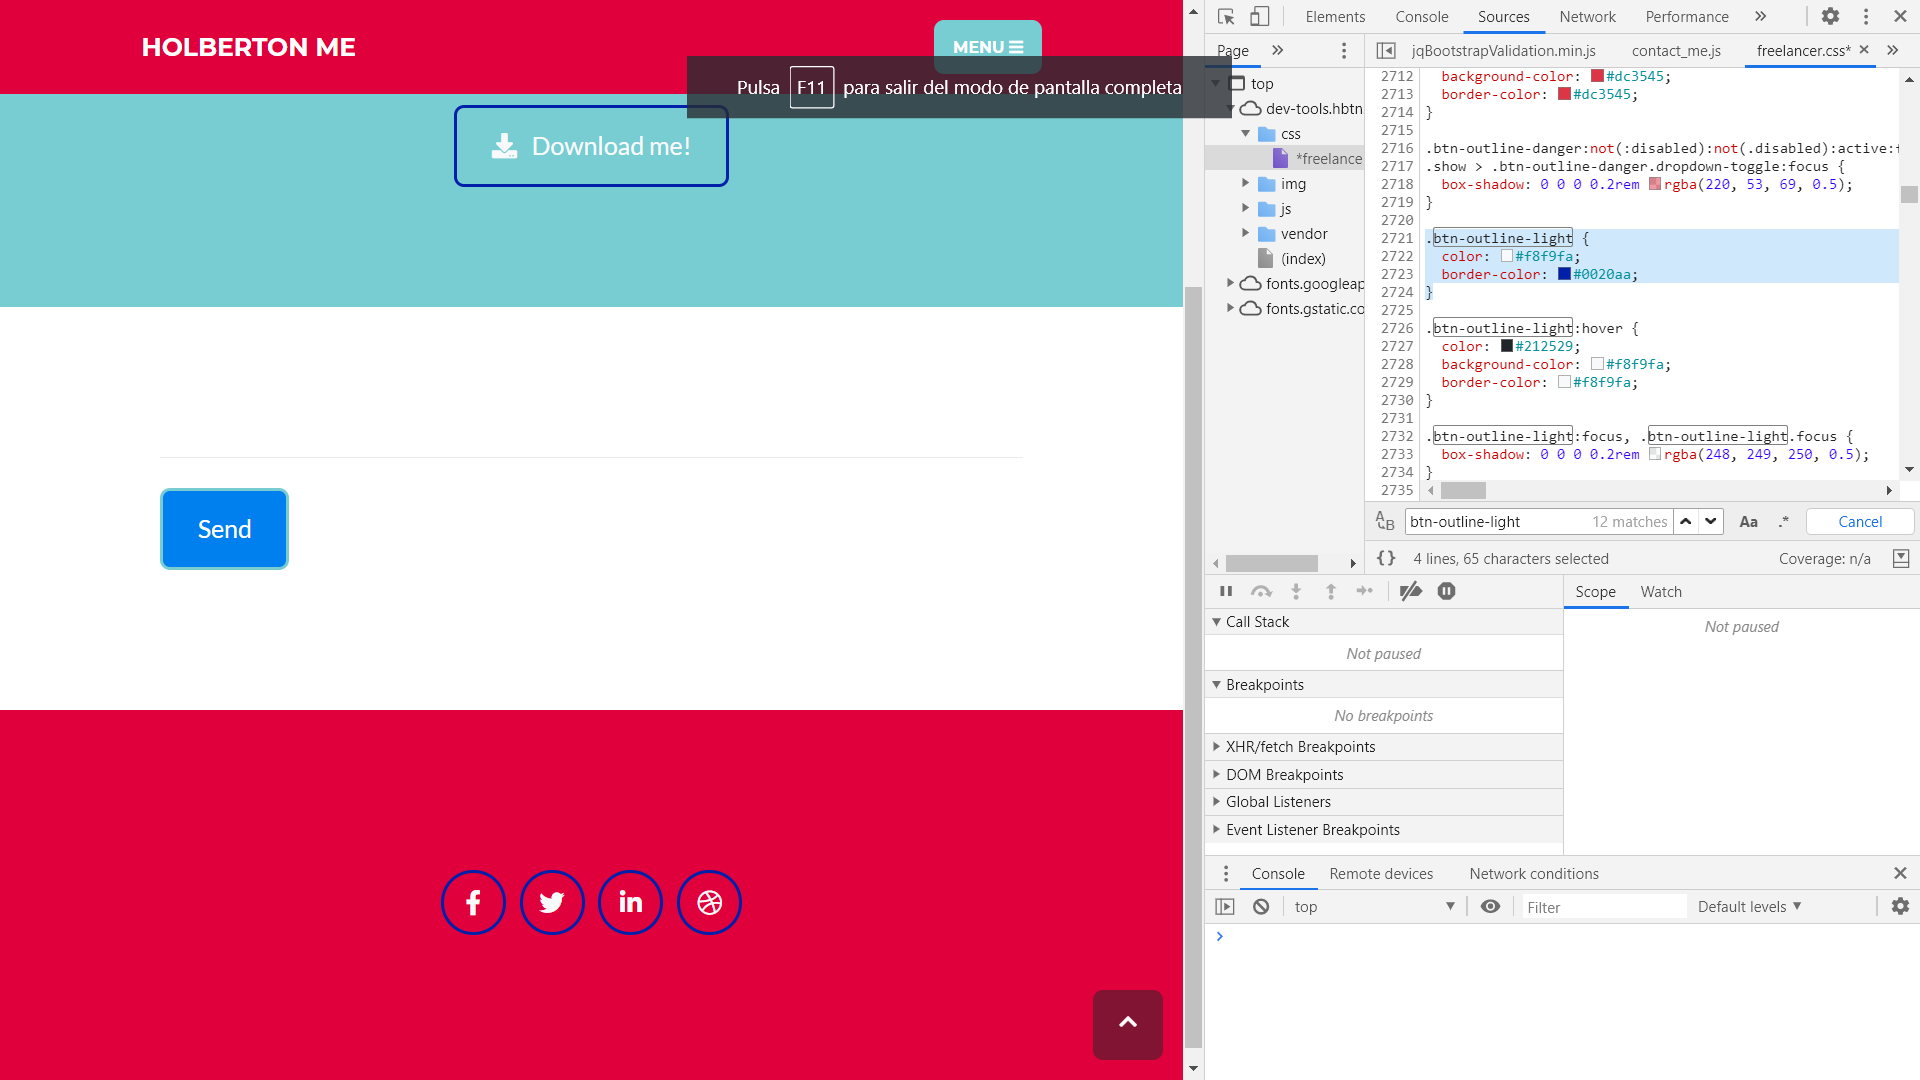 HOLBERTON ME
MENU
Pulsa F11 para salir del modo de pantalla completa
Download me!
Send
Elements Console Sources Network Performance
Page
jqBootstrapValidation.min.js contact_me.js freelancer.css*
top
dev-tools.hbtn
css
*freelance
img
js
vendor
(index)
fonts.googleap
fonts.gstatic.co
2712 background-color: #dc3545;
2713 border-color: #dc3545;
2714 }
2715
2716 .btn-outline-danger:not(:disabled):not(.disabled):active:f
2717 .show > .btn-outline-danger.dropdown-toggle:focus {
2718 box-shadow: 0 0 0 0.2rem rgba(220, 53, 69, 0.5);
2719 }
2720
2721 .btn-outline-light {
2722 color: #f8f9fa;
2723 border-color: #0020aa;
2724 }
2725
2726 .btn-outline-light:hover {
2727 color: #212529;
2728 background-color: #f8f9fa;
2729 border-color: #f8f9fa;
2730 }
2731
2732 .btn-outline-light:focus, .btn-outline-light.focus {
2733 box-shadow: 0 0 0 0.2rem rgba(248, 249, 250, 0.5);
2734 }
2735
btn-outline-light 12 matches Aa .* Cancel
{} 4 lines, 65 characters selected Coverage: n/a
Scope Watch
Call Stack
Not paused
Not paused
Breakpoints
No breakpoints
XHR/fetch Breakpoints
DOM Breakpoints
Global Listeners
Event Listener Breakpoints
Console Remote devices Network conditions
top Filter Default levels